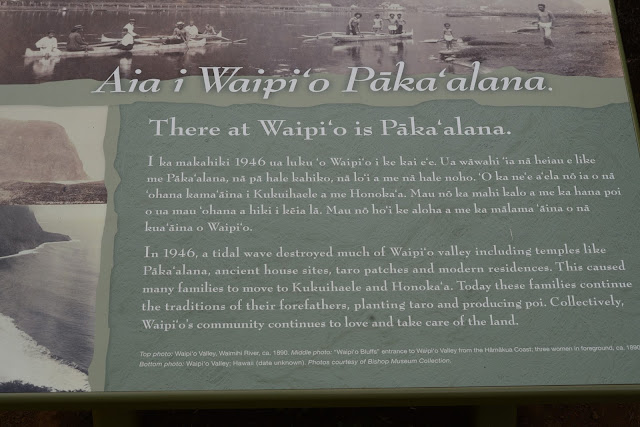 Aia i Waipiʻo Pākaʻalana.
There at Waipiʻo is Pākaʻalana.
I ka makahiki 1946 ua luku ʻo Waipiʻo i ke kai eʻe. Ua wāwahi ʻia nā heiau e like
me Pākaʻalana, nā pā hale kahiko, nā loʻi a me nā hale noho. ʻO ka neʻe aʻela nō ia o nā
ʻohana kamaʻāina i Kukuihaele a me Honokaʻa. Mau nō ka mahi kalo a me ka hana poi
o ua mau ʻohana a hiki i kēia lā. Mau nō hoʻi ke aloha a me ka mālama ʻāina o nā
kuaʻāina o Waipiʻo.
In 1946, a tidal wave destroyed much of Waipiʻo valley including temples like
Pākaʻalana, ancient house sites, taro patches and modern residences. This caused
many families to move to Kukuihaele and Honokaʻa. Today these families continue
the traditions of their forefathers, planting taro and producing poi. Collectively,
Waipiʻo's community continues to love and take care of the land.
Top photo: Waipiʻo Valley, Waimihi River, ca. 1890. Middle photo: "Waipiʻo Bluffs" entrance to Waipiʻo Valley from the Hāmākua Coast; three women in foreground, ca. 1890
Bottom photo: Waipiʻo Valley; Hawaii (data unknown). Photos courtesy of Bishop Museum Collection.